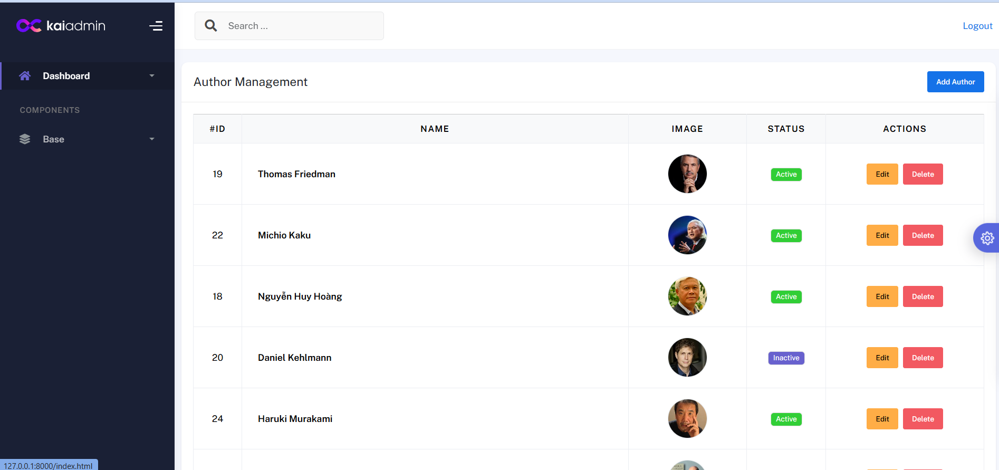 kaiadmin
Search ...
Logout
Dashboard
COMPONENTS
Base
Author Management
Add Author
#ID NAME IMAGE STATUS ACTIONS
19 Thomas Friedman Active Edit Delete
22 Michio Kaku Active Edit Delete
18 Nguyễn Huy Hoàng Active Edit Delete
20 Daniel Kehlmann Inactive Edit Delete
24 Haruki Murakami Active Edit Delete
127.0.0.1:8000/index.html